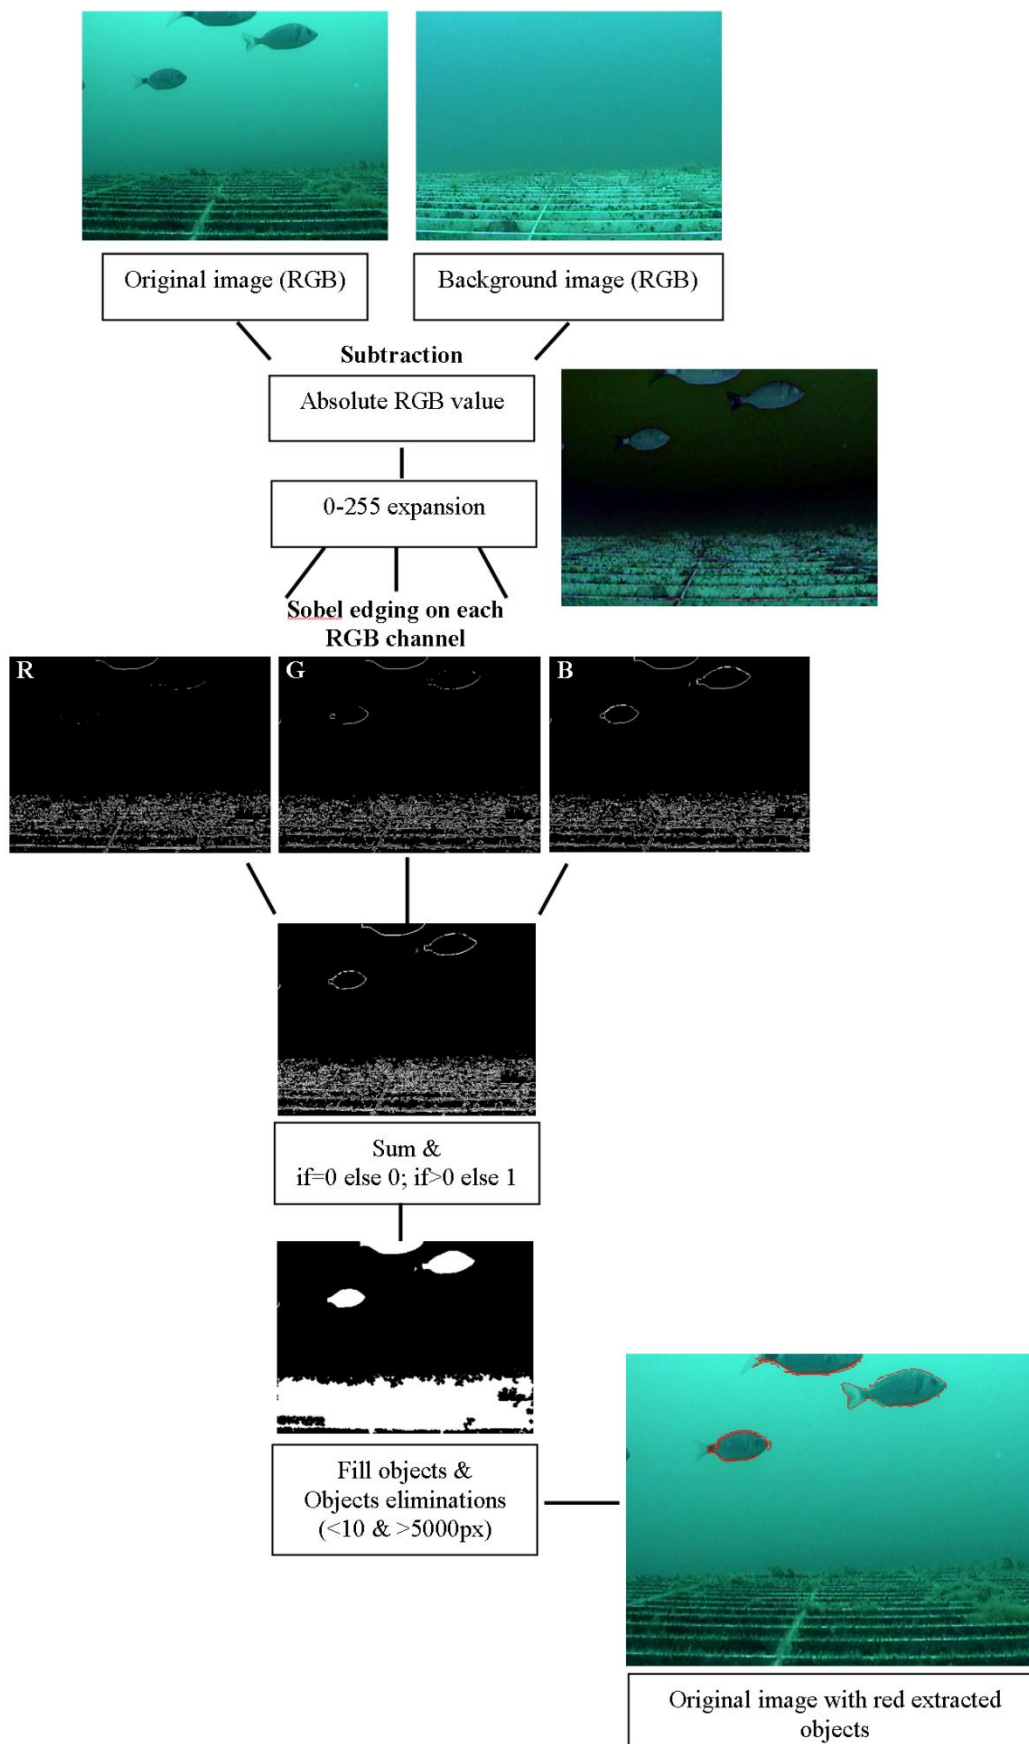 Original image (RGB)
Background image (RGB)
Subtraction
Absolute RGB value
0-255 expansion
Sobel edging on each
RGB channel
R
G
B
Sum &
if=0 else 0; if>0 else 1
Fill objects &
Objects eliminations
(<10 & >5000px)
Original image with red extracted
objects